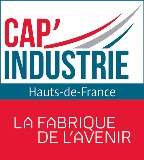 CAP'
INDUSTRIE
Hauts-de-France
LA FABRIQUE
DE L'AVENIR